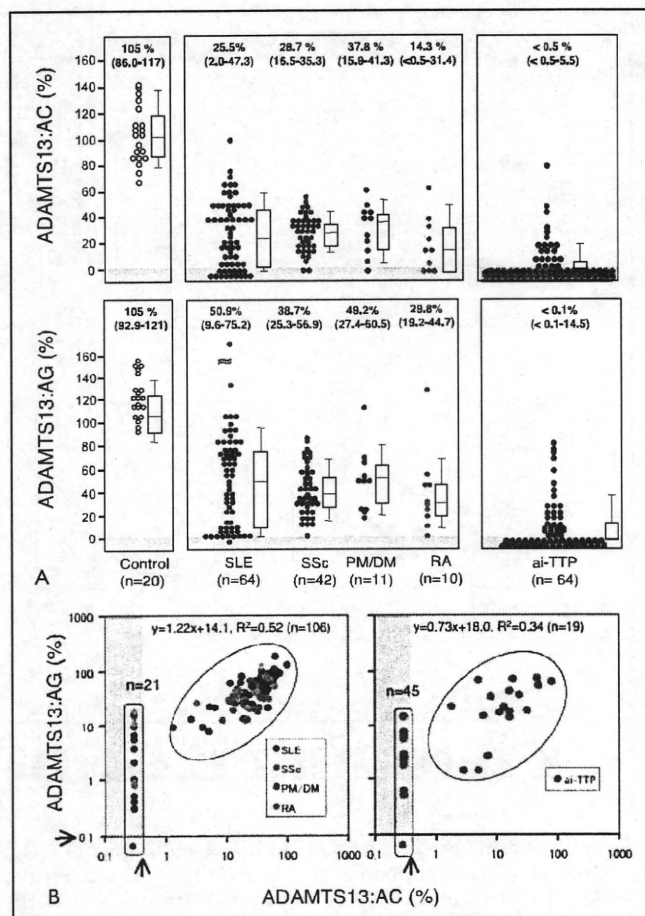 105 % 25.5% 28.7 % 37.8 % 14.3 % < 0.5 %
(86.0-117) (2.0-47.3) (16.5-35.3) (15.9-41.3) (<0.5-31.4) (< 0.5-5.5)
ADAMTS13:AC (%)
160
140
120
100
80
60
40
20
0
105 % 50.9% 38.7% 49.2% 29.8% < 0.1%
(92.9-121) (9.6-75.2) (25.3-56.9) (27.4-60.5) (19.2-44.7) (< 0.1-14.5)
ADAMTS13:AG (%)
160
140
120
100
80
60
40
20
0
Control SLE SSc PM/DM RA ai-TTP
(n=20) (n=64) (n=42) (n=11) (n=10) (n= 64)
A
y=1.22x+14.1, R²=0.52 (n=106) y=0.73x+18.0, R²=0.34 (n=19)
ADAMTS13:AG (%)
1000
100
10
1
0 1
n=21
n=45
SLE
SSc
PM/DM
RA
ai-TTP
0.1 0 1 10 100 1000 0.1 1 10 100 1000
B
ADAMTS13:AC (%)